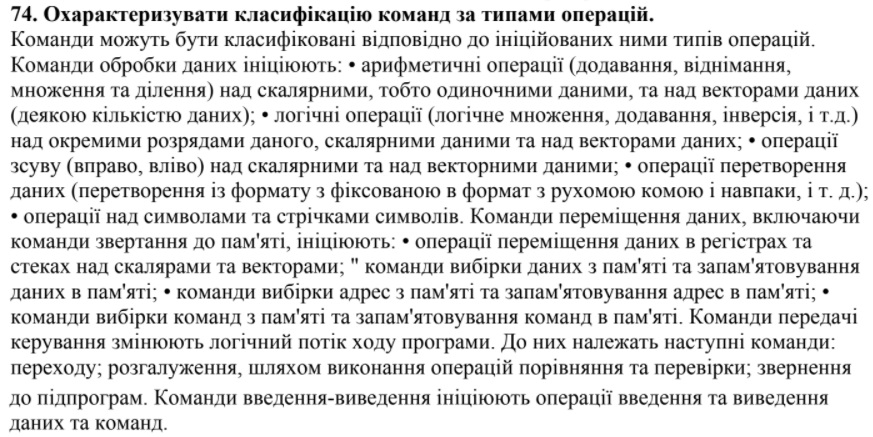 74. Охарактеризувати класифікацію команд за типами операцій.
Команди можуть бути класифіковані відповідно до ініційованих ними типів операцій.
Команди обробки даних ініціюють: • арифметичні операції (додавання, віднімання,
множення та ділення) над скалярними, тобто одиночними даними, та над векторами даних
(деякою кількістю даних); • логічні операції (логічне множення, додавання, інверсія, і т.д.)
над окремими розрядами даного, скалярними даними та над векторами даних; • операції
зсуву (вправо, вліво) над скалярними та над векторними даними; • операції перетворення
даних (перетворення із формату з фіксованою в формат з рухомою комою і навпаки, і т. д.);
• операції над символами та стрічками символів. Команди переміщення даних, включаючи
команди звертання до пам'яті, ініціюють: • операції переміщення даних в регістрах та
стеках над скалярами та векторами; " команди вибірки даних з пам'яті та запам'ятовування
даних в пам'яті; • команди вибірки адрес з пам'яті та запам'ятовування адрес в пам'яті; •
команди вибірки команд з пам'яті та запам'ятовування команд в пам'яті. Команди передачі
керування змінюють логічний потік ходу програми. До них належать наступні команди:
переходу; розгалуження, шляхом виконання операцій порівняння та перевірки; звернення
до підпрограм. Команди введення-виведення ініціюють операції введення та виведення
даних та команд.